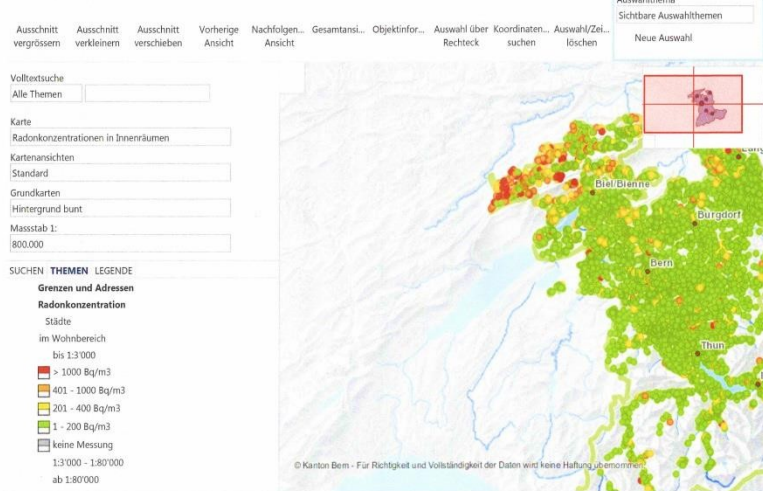 Auswahlthema
Sichtbare Auswahlthemen
Neue Auswahl
Ausschnitt vergrössern
Ausschnitt verkleinern
Ausschnitt verschieben
Vorherige Ansicht
Nachfolgen... Ansicht
Gesamtansi...
Objektinfor...
Auswahl über Rechteck
Koordinaten... suchen
Auswahl/Zei... löschen
Volltextsuche
Alle Themen
Karte
Radonkonzentrationen in Innenräumen
Kartenansichten
Standard
Grundkarten
Hintergrund bunt
Massstab 1:
800.000
SUCHEN THEMEN LEGENDE
Grenzen und Adressen
Radonkonzentration
Städte
im Wohnbereich
bis 1:3'000
> 1000 Bq/m3
401 - 1000 Bq/m3
201 - 400 Bq/m3
1 - 200 Bq/m3
keine Messung
1:3'000 - 1:80'000
ab 1:80'000
Biel/Bienne
Burgdorf
Bern
Thun
© Kanton Bern - Für Richtigkeit und Vollständigkeit der Daten wird keine Haftung übernommen